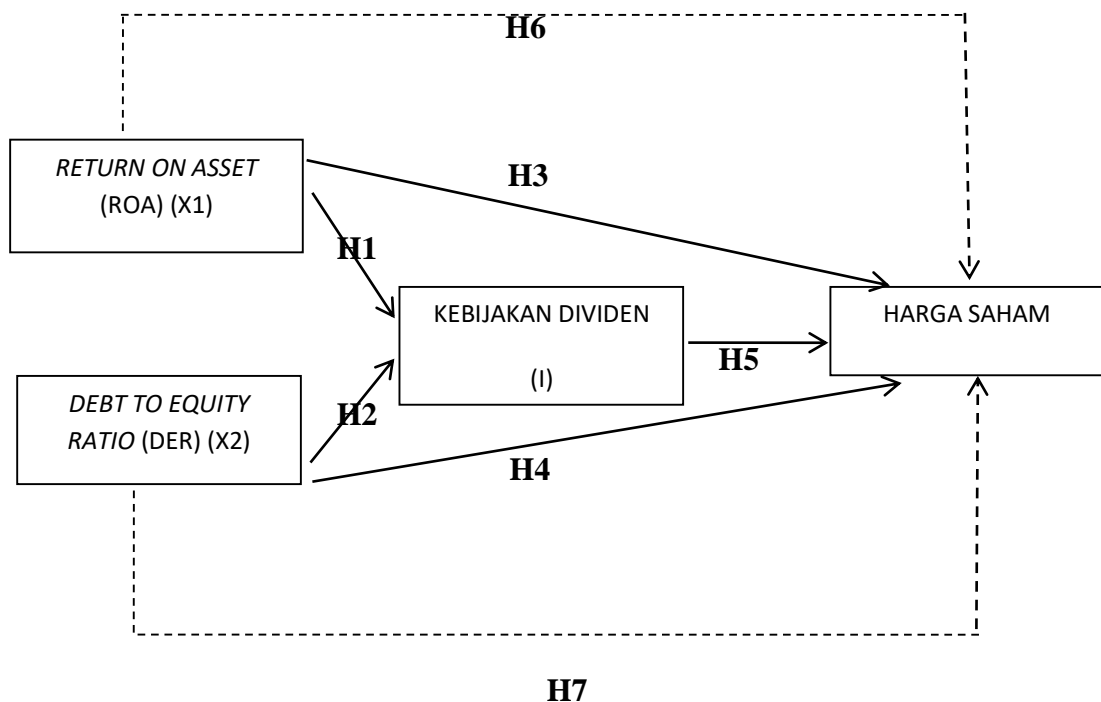 H6
RETURN ON ASSET
(ROA) (X1)
H3
H1
KEBIJAKAN DIVIDEN
(I)
HARGA SAHAM
H5
DEBT TO EQUITY
RATIO (DER) (X2)
H2
H4
H7